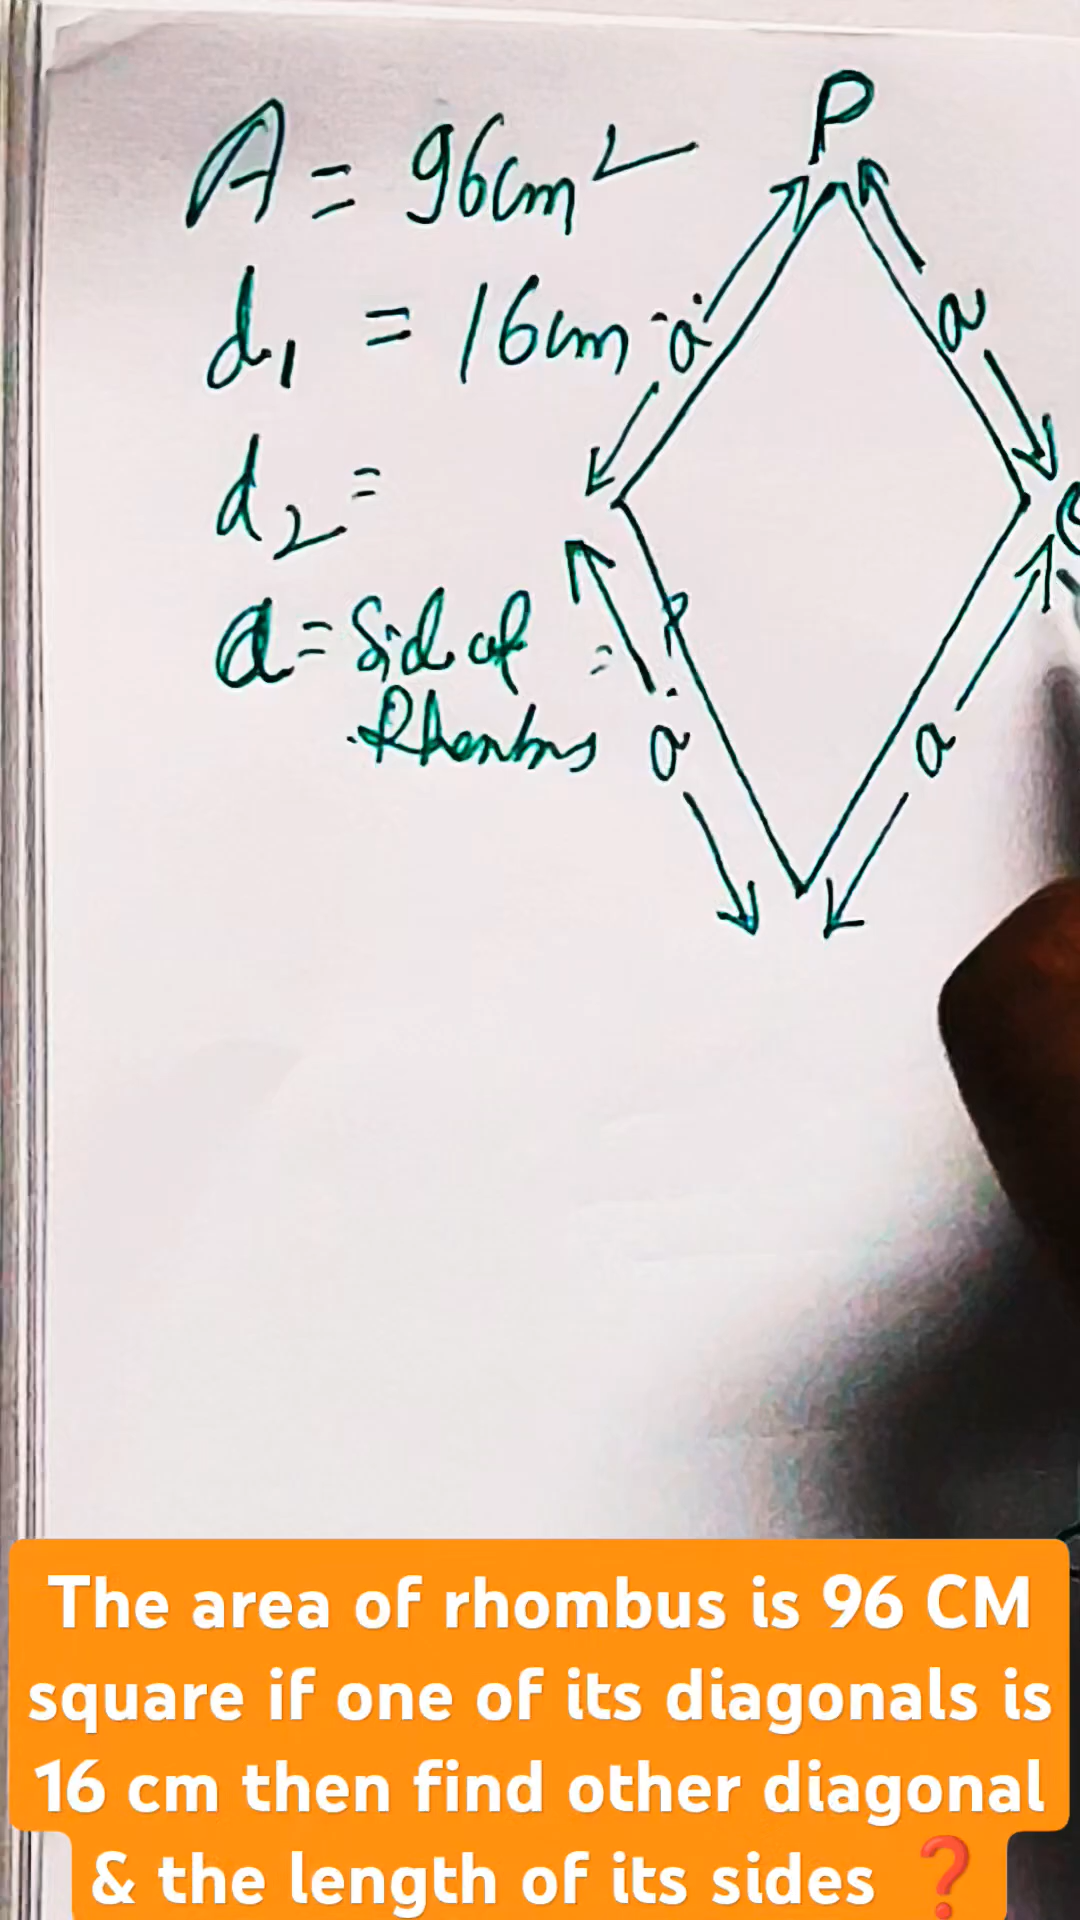 P
A = 96cm²
d₁ = 16cm
a
a
d₂ =
a = Side of = ?
Rhombus
a
a
The area of rhombus is 96 CM
square if one of its diagonals is
16 cm then find other diagonal
& the length of its sides ❓